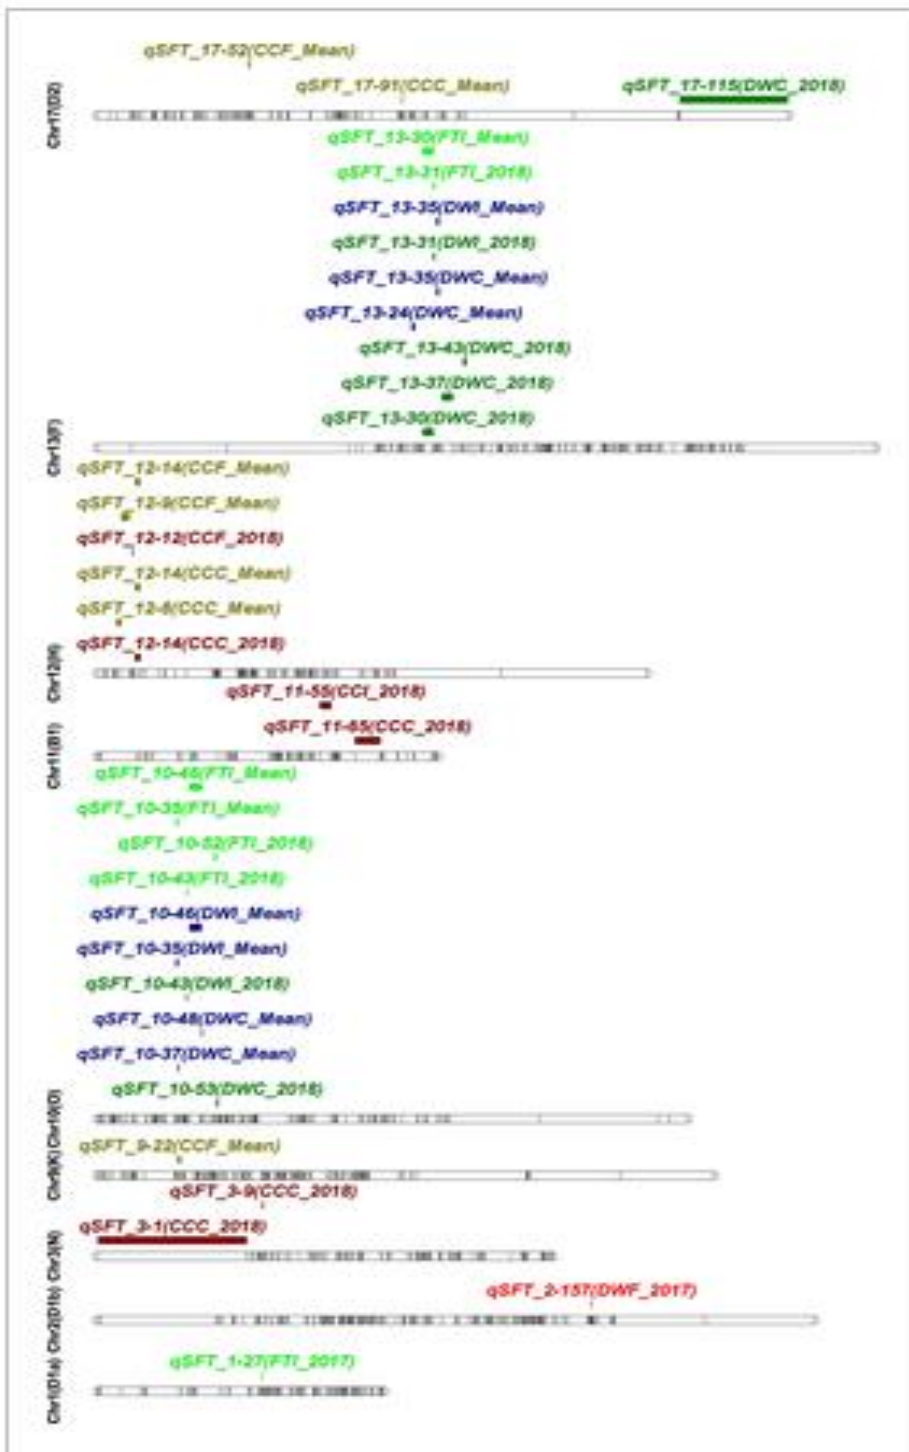 qSFT_17-52(CCF_Mean)
qSFT_17-91(CCC_Mean)
qSFT_17-115(DWC_2018)
Chr17(D2)
qSFT_13-30(FTI_Mean)
qSFT_13-31(FTI_2018)
qSFT_13-35(DWI_Mean)
qSFT_13-31(DWI_2018)
qSFT_13-35(DWC_Mean)
qSFT_13-24(DWC_Mean)
qSFT_13-43(DWC_2018)
qSFT_13-37(DWC_2018)
qSFT_13-30(DWC_2018)
Chr13(F)
qSFT_12-14(CCF_Mean)
qSFT_12-9(CCF_Mean)
qSFT_12-12(CCF_2018)
qSFT_12-14(CCC_Mean)
qSFT_12-8(CCC_Mean)
qSFT_12-14(CCC_2018)
Chr12(H)
qSFT_11-55(CCI_2018)
qSFT_11-65(CCC_2018)
Chr11(B1)
qSFT_10-46(FTI_Mean)
qSFT_10-35(FTI_Mean)
qSFT_10-52(FTI_2018)
qSFT_10-43(FTI_2018)
qSFT_10-46(DWI_Mean)
qSFT_10-35(DWI_Mean)
qSFT_10-43(DWI_2018)
qSFT_10-48(DWC_Mean)
qSFT_10-37(DWC_Mean)
qSFT_10-53(DWC_2018)
Chr10(O)
qSFT_9-22(CCF_Mean)
Chr9(K)
qSFT_3-9(CCC_2018)
qSFT_3-1(CCC_2018)
Chr3(N)
qSFT_2-157(DWF_2017)
Chr2(D1b)
qSFT_1-27(FTI_2017)
Chr1(D1a)